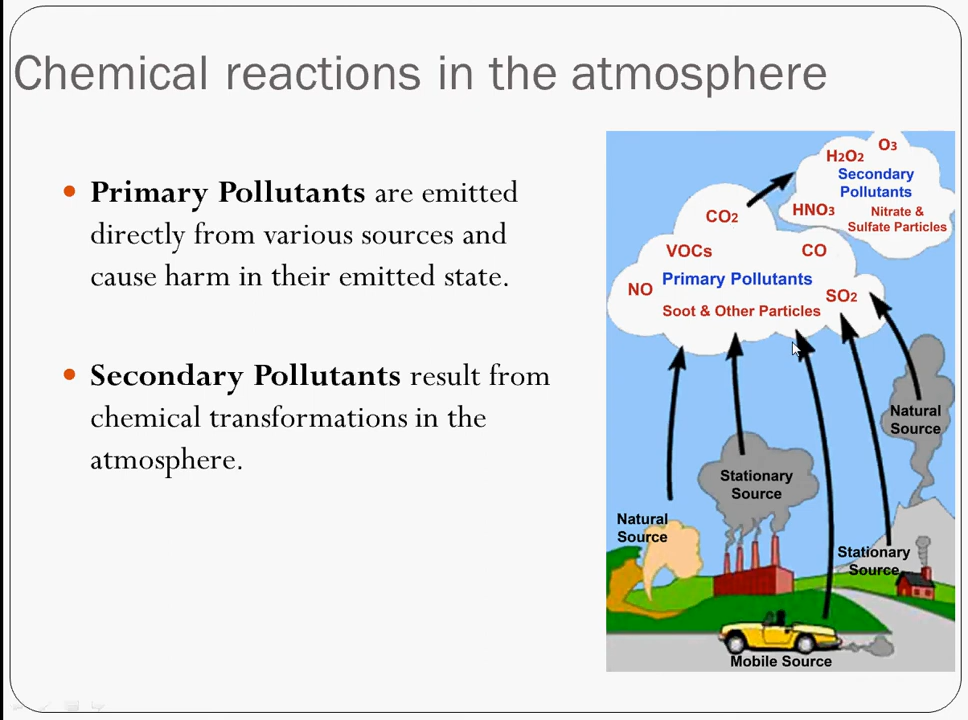 Chemical reactions in the atmosphere
Primary Pollutants are emitted
directly from various sources and
cause harm in their emitted state.
Secondary Pollutants result from
chemical transformations in the
atmosphere.
O3
H2O2
Secondary
Pollutants
HNO3
Nitrate &
Sulfate Particles
CO2
VOCs
CO
Primary Pollutants
NO
SO2
Soot & Other Particles
Natural
Source
Stationary
Source
Natural
Source
Stationary
Source
Mobile Source